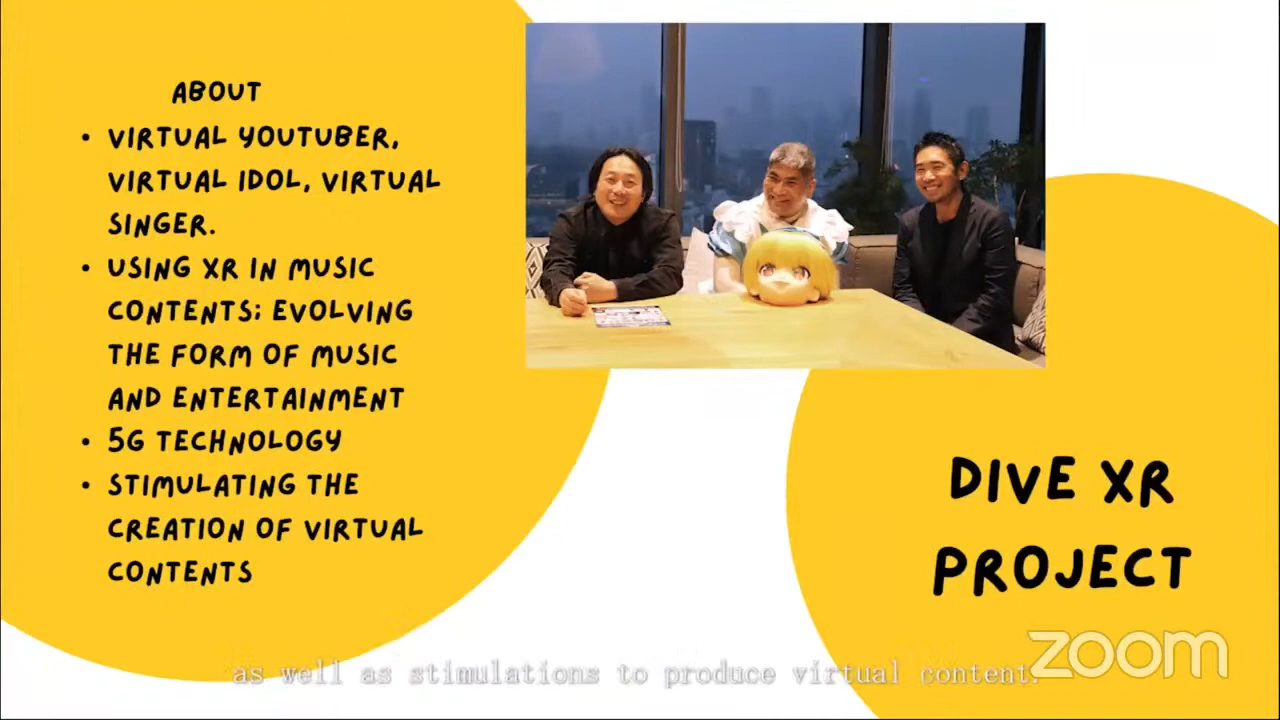 ABOUT
• VIRTUAL YOUTUBER,
VIRTUAL IDOL, VIRTUAL
SINGER.
• USING XR IN MUSIC
CONTENTS; EVOLVING
THE FORM OF MUSIC
AND ENTERTAINMENT
• 5G TECHNOLOGY
• STIMULATING THE
CREATION OF VIRTUAL
CONTENTS
DIVE XR
PROJECT
zoom
as well as stimulations to produce virtual content.